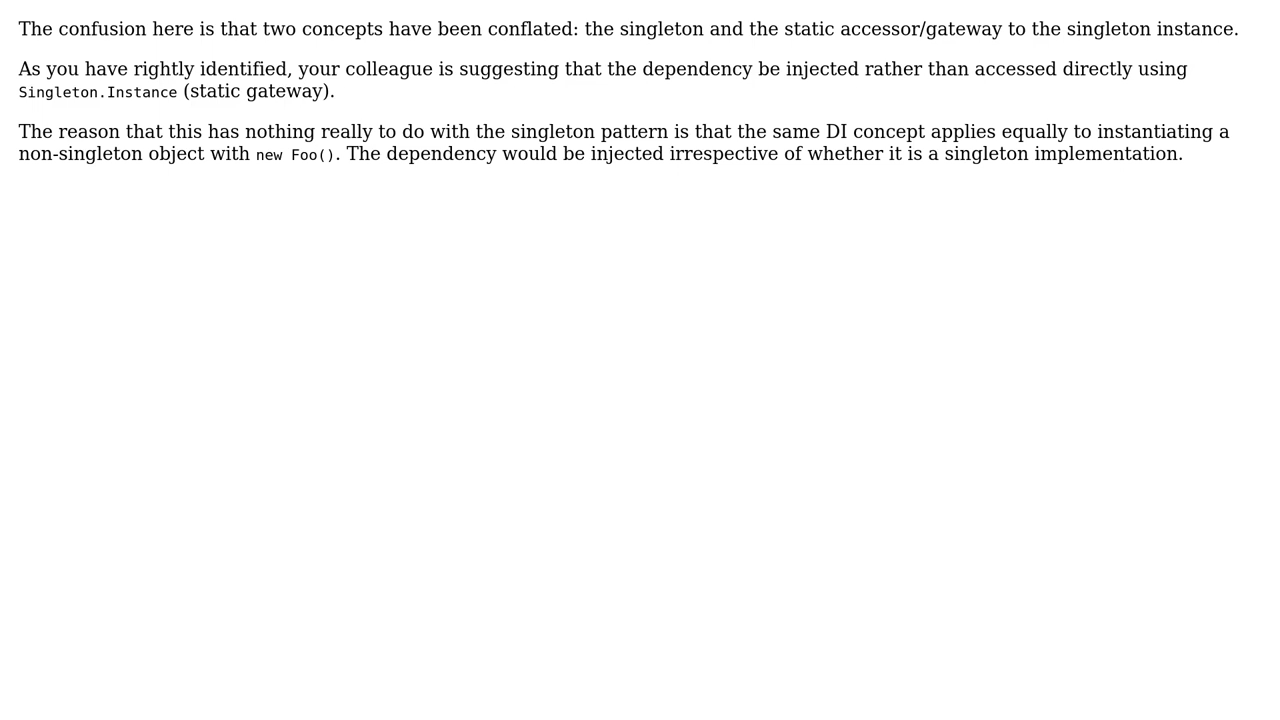 The confusion here is that two concepts have been conflated: the singleton and the static accessor/gateway to the singleton instance.
As you have rightly identified, your colleague is suggesting that the dependency be injected rather than accessed directly using
Singleton.Instance (static gateway).
The reason that this has nothing really to do with the singleton pattern is that the same DI concept applies equally to instantiating a
non-singleton object with new Foo(). The dependency would be injected irrespective of whether it is a singleton implementation.